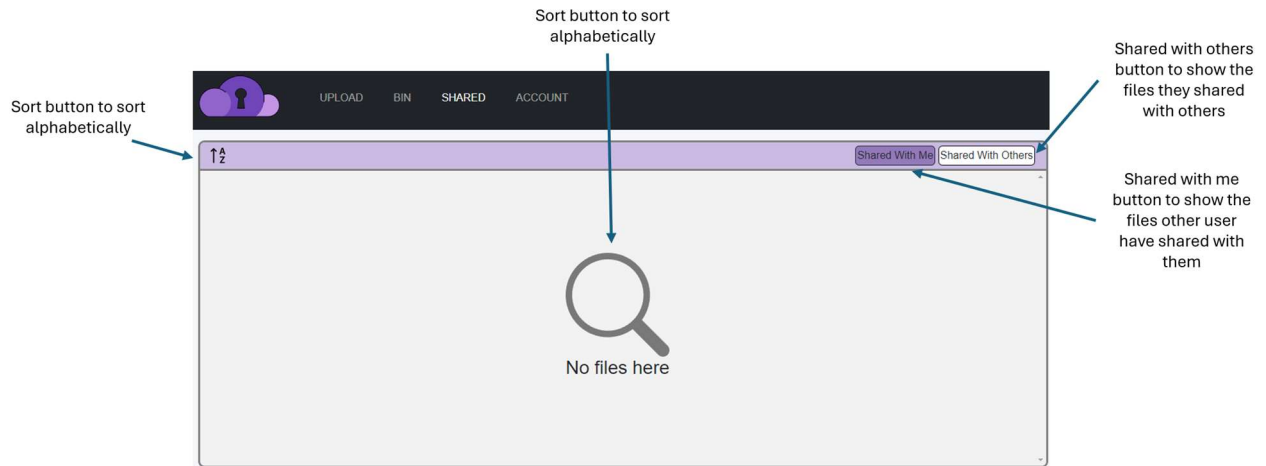 Sort button to sort
alphabetically
Shared with others
button to show the
files they shared
with others
Sort button to sort
alphabetically
UPLOAD BIN SHARED ACCOUNT
A
Z
Shared With Me Shared With Others
Shared with me
button to show the
files other user
have shared with
them
No files here